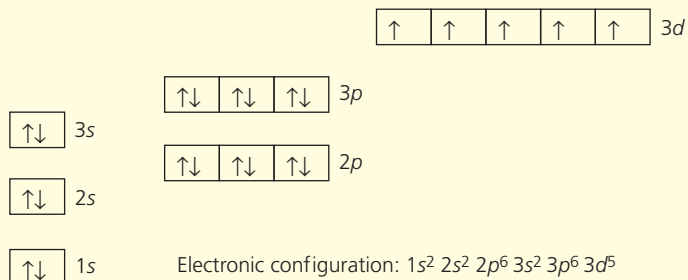 ↑ ↑ ↑ ↑ ↑ 3d
↑↓ ↑↓ ↑↓ 3p
↑↓ 3s
↑↓ ↑↓ ↑↓ 2p
↑↓ 2s
↑↓ 1s
Electronic configuration: 1s² 2s² 2p⁶ 3s² 3p⁶ 3d⁵